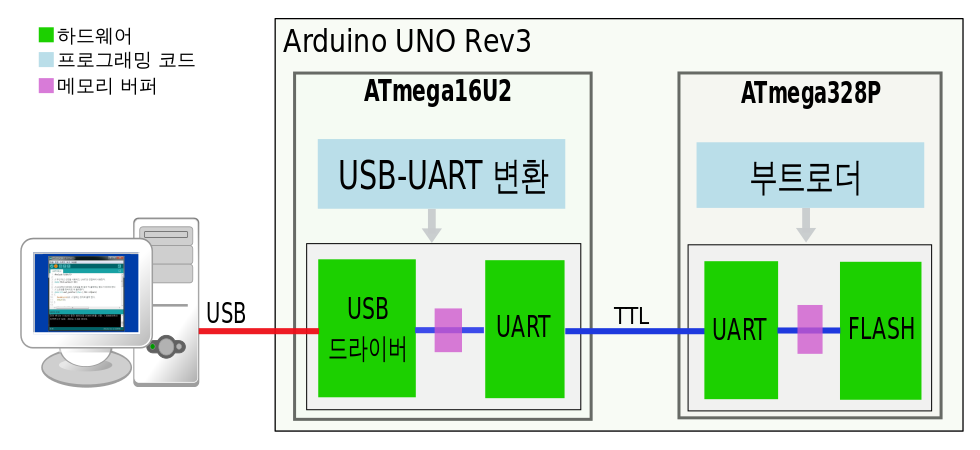 하드웨어
프로그래밍 코드
메모리 버퍼
Arduino UNO Rev3
ATmega16U2
ATmega328P
USB-UART 변환
부트로더
USB
USB
드라이버
UART
TTL
UART
FLASH